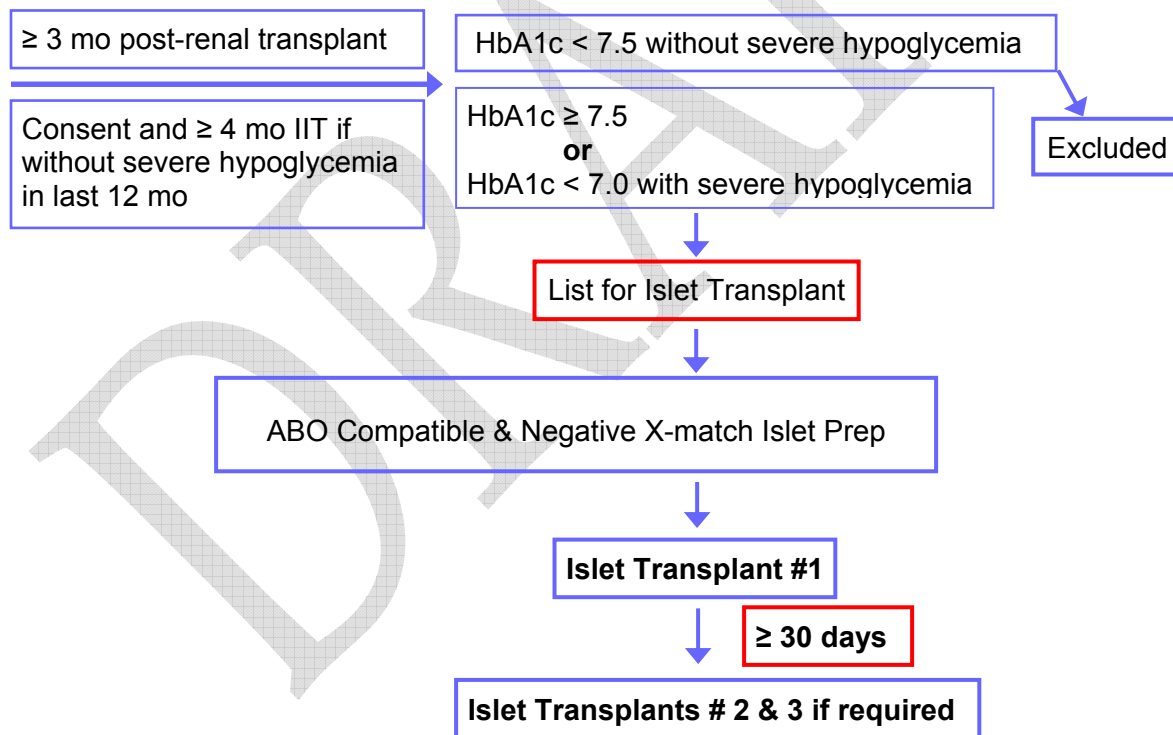 ≥ 3 mo post-renal transplant
Consent and ≥ 4 mo IIT if
without severe hypoglycemia
in last 12 mo
HbA1c < 7.5 without severe hypoglycemia
HbA1c ≥ 7.5
or
HbA1c < 7.0 with severe hypoglycemia
Excluded
List for Islet Transplant
ABO Compatible & Negative X-match Islet Prep
Islet Transplant #1
≥ 30 days
Islet Transplants # 2 & 3 if required
DRAF